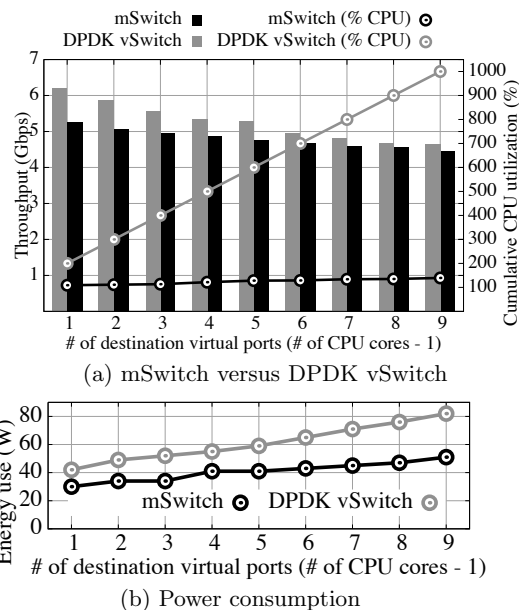 mSwitch mSwitch (% CPU)
DPDK vSwitch DPDK vSwitch (% CPU)
7
6
5
4
3
2
1
Throughput (Gbps)
1000
900
800
700
600
500
400
300
200
100
Cumulative CPU utilization (%)
1 2 3 4 5 6 7 8 9
# of destination virtual ports (# of CPU cores - 1)
(a) mSwitch versus DPDK vSwitch
80
60
40
20
0
Energy use (W)
mSwitch DPDK vSwitch
1 2 3 4 5 6 7 8 9
# of destination virtual ports (# of CPU cores - 1)
(b) Power consumption